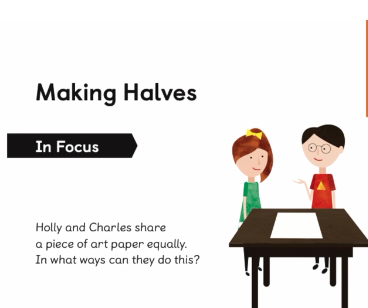 Making Halves
In Focus
Holly and Charles share
a piece of art paper equally.
In what ways can they do this?